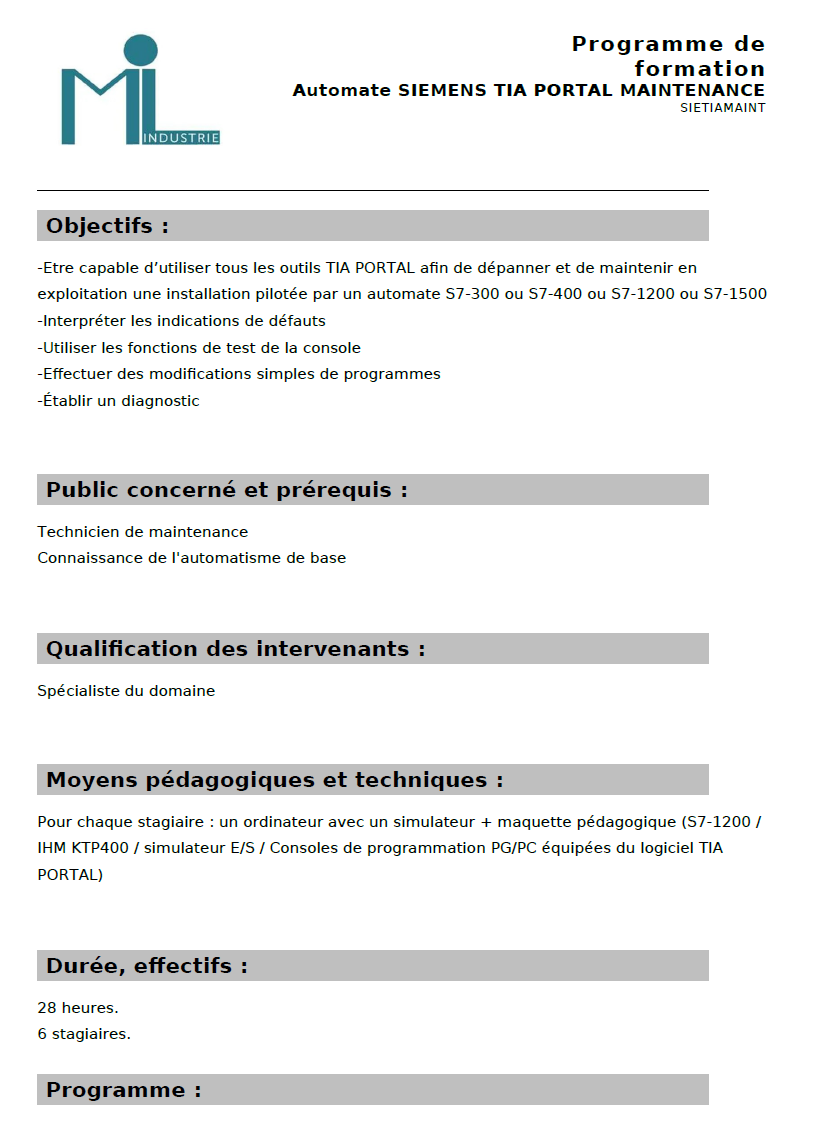 MIL
INDUSTRIE
Programme de
formation
Automate SIEMENS TIA PORTAL MAINTENANCE
SIETIAMAINT
Objectifs :
-Etre capable d’utiliser tous les outils TIA PORTAL afin de dépanner et de maintenir en
exploitation une installation pilotée par un automate S7-300 ou S7-400 ou S7-1200 ou S7-1500
-Interpréter les indications de défauts
-Utiliser les fonctions de test de la console
-Effectuer des modifications simples de programmes
-Établir un diagnostic
Public concerné et prérequis :
Technicien de maintenance
Connaissance de l'automatisme de base
Qualification des intervenants :
Spécialiste du domaine
Moyens pédagogiques et techniques :
Pour chaque stagiaire : un ordinateur avec un simulateur + maquette pédagogique (S7-1200 /
IHM KTP400 / simulateur E/S / Consoles de programmation PG/PC équipées du logiciel TIA
PORTAL)
Durée, effectifs :
28 heures.
6 stagiaires.
Programme :